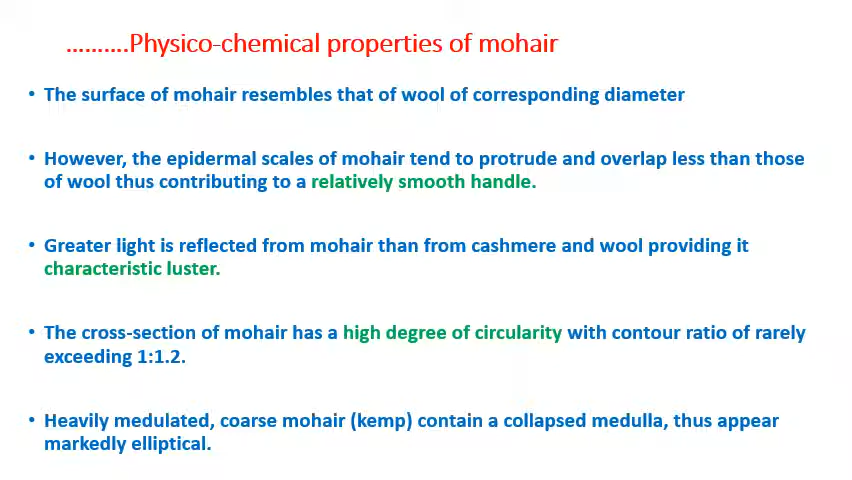 ……….Physico-chemical properties of mohair
• The surface of mohair resembles that of wool of corresponding diameter
• However, the epidermal scales of mohair tend to protrude and overlap less than those
of wool thus contributing to a relatively smooth handle.
• Greater light is reflected from mohair than from cashmere and wool providing it
characteristic luster.
• The cross-section of mohair has a high degree of circularity with contour ratio of rarely
exceeding 1:1.2.
• Heavily medulated, coarse mohair (kemp) contain a collapsed medulla, thus appear
markedly elliptical.